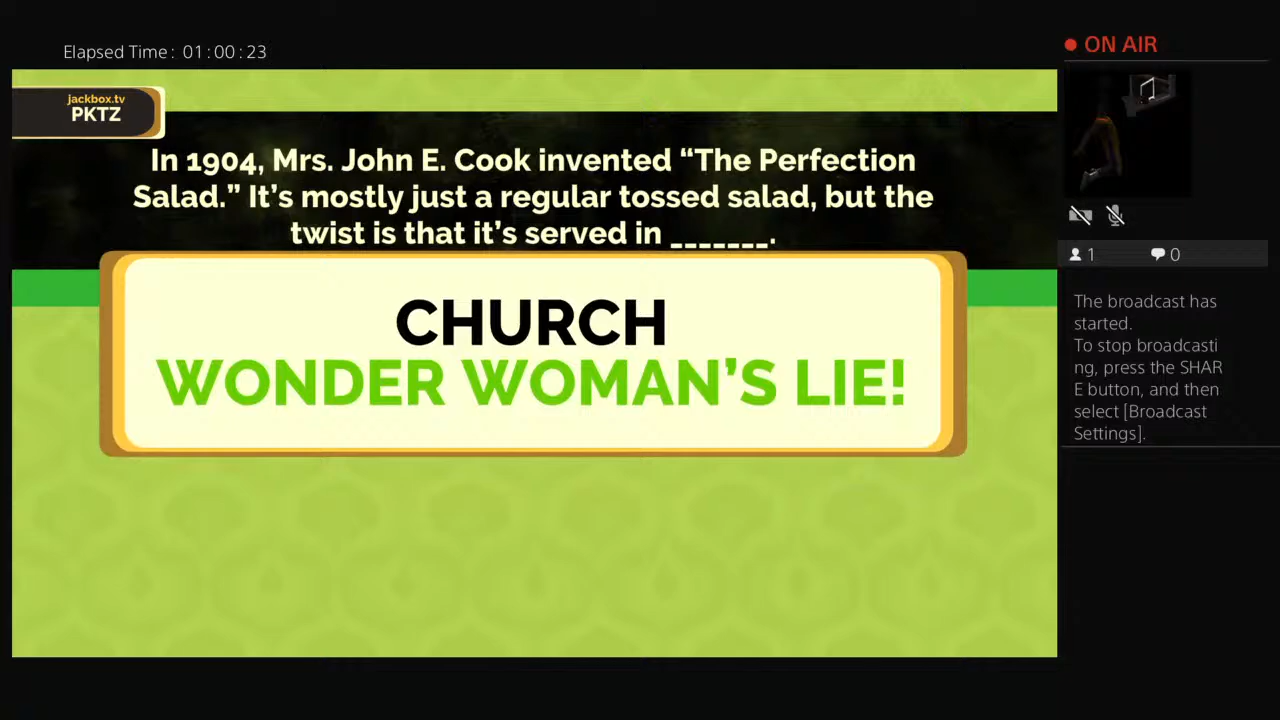 Elapsed Time: 01:00:23
ON AIR
jackbox.tv
PKTZ
In 1904, Mrs. John E. Cook invented “The Perfection
Salad.” It’s mostly just a regular tossed salad, but the
twist is that it’s served in _______.
CHURCH
WONDER WOMAN’S LIE!
1
0
The broadcast has
started.
To stop broadcasti
ng, press the SHAR
E button, and then
select [Broadcast
Settings].